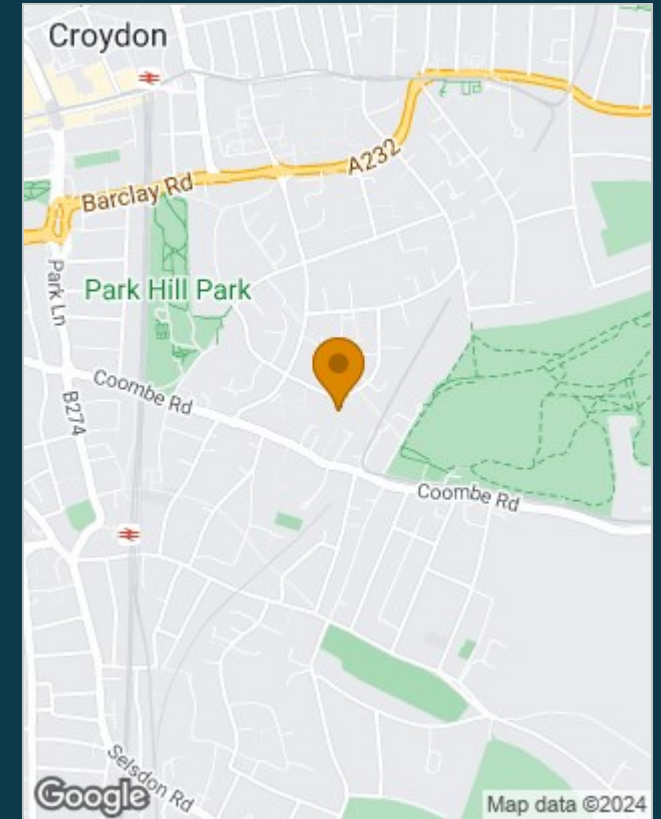 Croydon
A232
Barclay Rd
Park Ln
Park Hill Park
Coombe Rd
B274
Coombe Rd
Selsdon Rd
Google
Map data ©2024